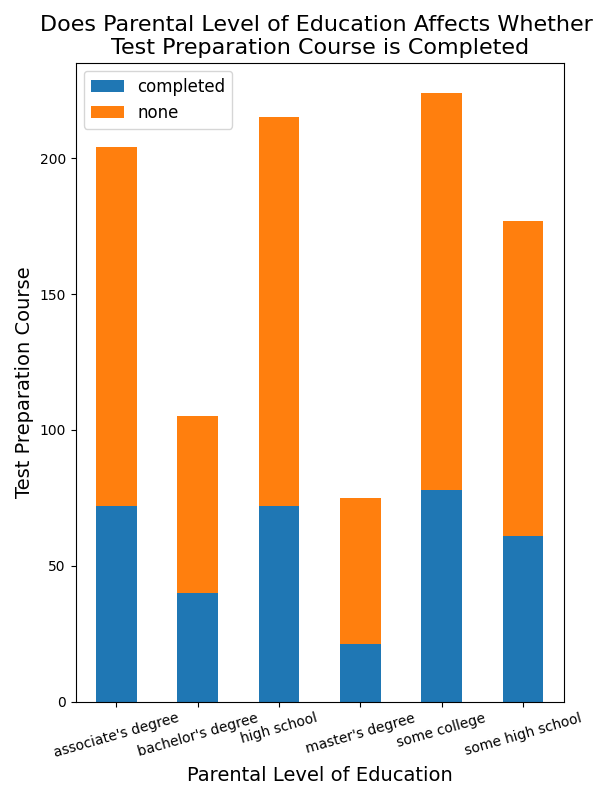 Does Parental Level of Education Affects Whether
Test Preparation Course is Completed
completed
none
Test Preparation Course
200
150
100
50
0
associate's degree
bachelor's degree
high school
master's degree
some college
some high school
Parental Level of Education